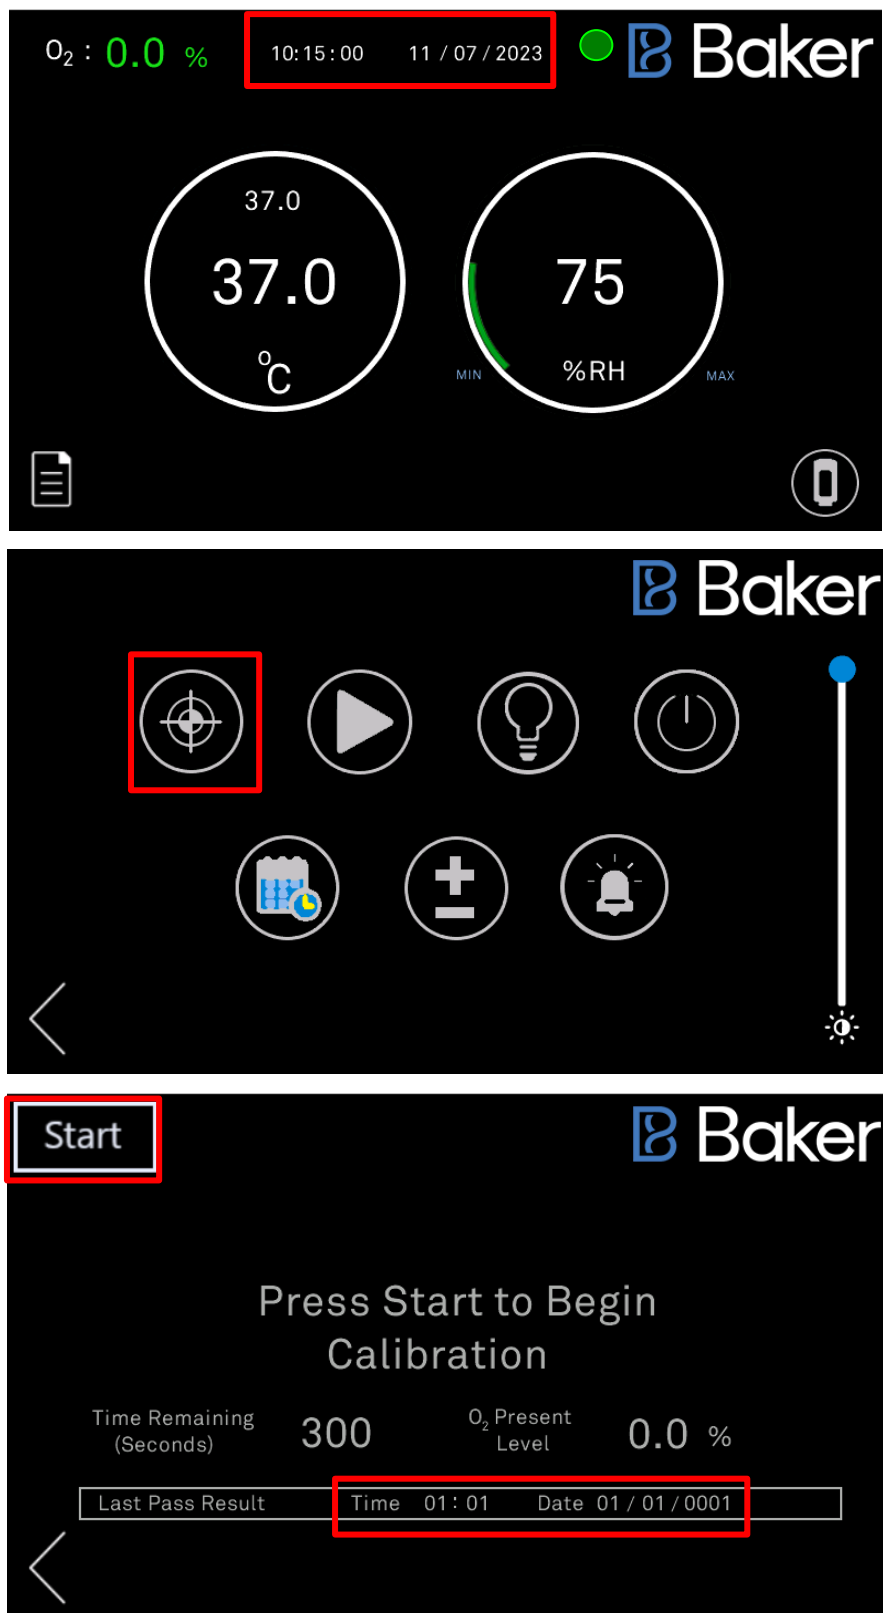 O2 : 0.0 % 10:15:00 11 / 07 / 2023 Baker
37.0
37.0
75
°C
MIN %RH MAX
Baker
Start
Baker
Press Start to Begin
Calibration
Time Remaining
(Seconds)
300
O2 Present
Level
0.0 %
Last Pass Result Time 01:01 Date 01 / 01 / 0001